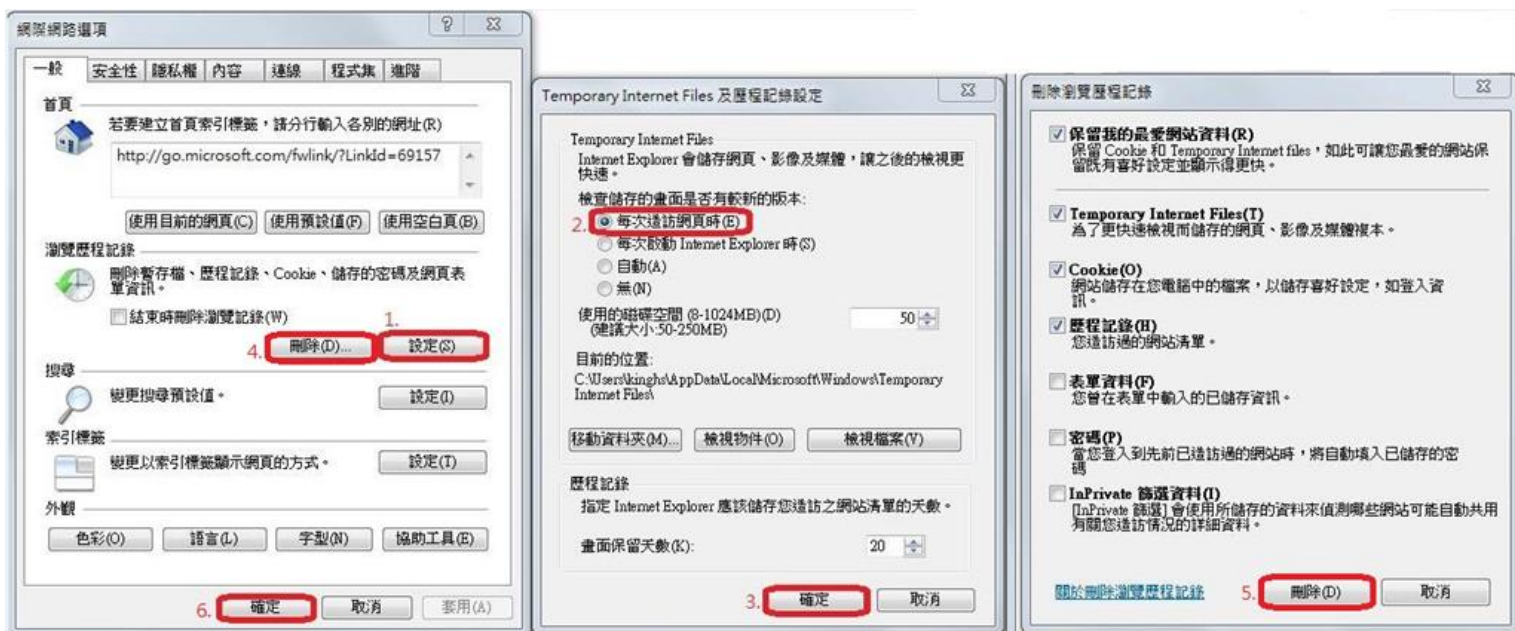 網際網路選項
一般 安全性 隱私權 內容 連線 程式集 進階
首頁
若要建立首頁索引標籤，請分行輸入各別的網址(R)
http://go.microsoft.com/fwlink/?LinkId=69157
使用目前的網頁(C) 使用預設值(F) 使用空白頁(B)
瀏覽歷程記錄
刪除暫存檔、歷程記錄、Cookie、儲存的密碼及網頁表
單資訊。
結束時刪除瀏覽記錄(W)
1.
4. 刪除(D)... 設定(S)
搜尋
變更搜尋預設值。 設定(I)
索引標籤
變更以索引標籤顯示網頁的方式。 設定(T)
外觀
色彩(O) 語言(L) 字型(N) 協助工具(E)
6. 確定 取消 套用(A)
Temporary Internet Files 及歷程記錄設定
Temporary Internet Files
Internet Explorer 會儲存網頁、影像及媒體，讓之後的檢視更
快速。
檢查儲存的畫面是否有較新的版本:
2. 每次造訪網頁時(E)
每次啟動 Internet Explorer 時(S)
自動(A)
無(N)
使用的磁碟空間 (8-1024MB)(D) 50
(建議大小:50-250MB)
目前的位置:
C:\Users\kinghs\AppData\Local\Microsoft\Windows\Temporary
Internet Files\
移動資料夾(M)... 檢視物件(O) 檢視檔案(V)
歷程記錄
指定 Internet Explorer 應該儲存您造訪之網站清單的天數。
畫面保留天數(K): 20
3. 確定 取消
刪除瀏覽歷程記錄
保留我的最愛網站資料(R)
保留 Cookie 和 Temporary Internet files，如此可讓您最愛的網站保
留既有喜好設定並顯示得更快。
Temporary Internet Files(T)
為了更快速檢視而儲存的網頁、影像及媒體複本。
Cookie(O)
網站儲存在您電腦中的檔案，以儲存喜好設定，如登入資
訊。
歷程記錄(H)
您造訪過的網站清單。
表單資料(F)
您曾在表單中輸入的已儲存資訊。
密碼(P)
當您登入到先前已造訪過的網站時，將自動填入已儲存的密
碼
InPrivate 篩選資料(I)
[InPrivate 篩選] 會使用所儲存的資料來偵測哪些網站可能自動共用
有關您造訪情況的詳細資料。
關於刪除瀏覽歷程記錄 5. 刪除(D) 取消